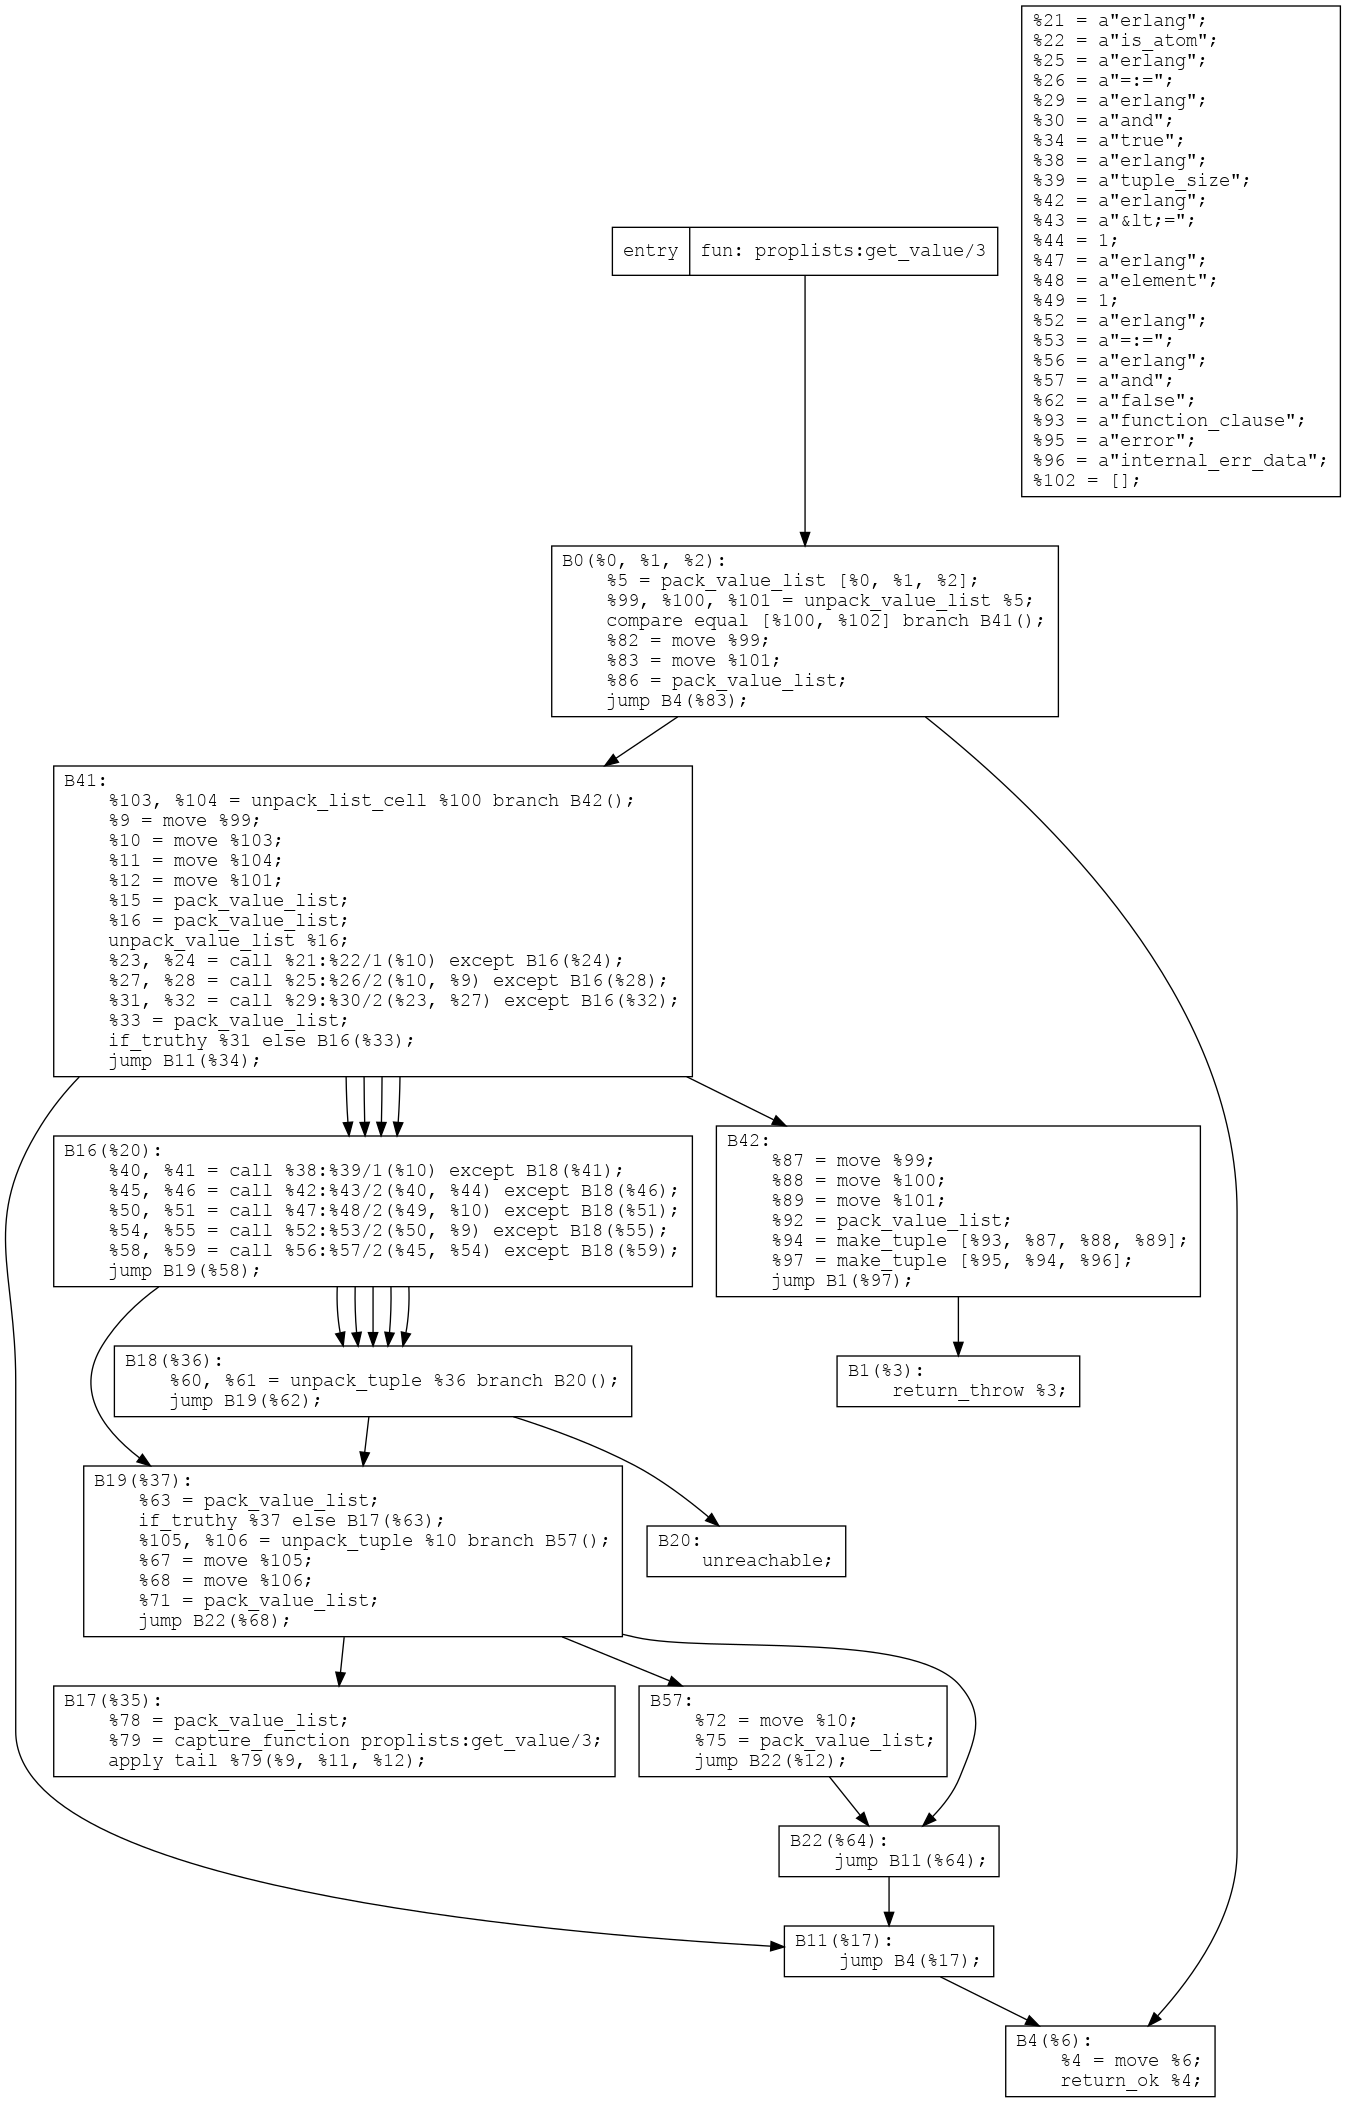 %21 = a"erlang";
%22 = a"is_atom";
%25 = a"erlang";
%26 = a"=:=";
%29 = a"erlang";
%30 = a"and";
%34 = a"true";
%38 = a"erlang";
%39 = a"tuple_size";
%42 = a"erlang";
%43 = a"&lt;=";
%44 = 1;
%47 = a"erlang";
%48 = a"element";
%49 = 1;
%52 = a"erlang";
%53 = a"=:=";
%56 = a"erlang";
%57 = a"and";
%62 = a"false";
%93 = a"function_clause";
%95 = a"error";
%96 = a"internal_err_data";
%102 = [];
entry fun: proplists:get_value/3
B0(%0, %1, %2):
%5 = pack_value_list [%0, %1, %2];
%99, %100, %101 = unpack_value_list %5;
compare equal [%100, %102] branch B41();
%82 = move %99;
%83 = move %101;
%86 = pack_value_list;
jump B4(%83);
B41:
%103, %104 = unpack_list_cell %100 branch B42();
%9 = move %99;
%10 = move %103;
%11 = move %104;
%12 = move %101;
%15 = pack_value_list;
%16 = pack_value_list;
unpack_value_list %16;
%23, %24 = call %21:%22/1(%10) except B16(%24);
%27, %28 = call %25:%26/2(%10, %9) except B16(%28);
%31, %32 = call %29:%30/2(%23, %27) except B16(%32);
%33 = pack_value_list;
if_truthy %31 else B16(%33);
jump B11(%34);
B16(%20):
%40, %41 = call %38:%39/1(%10) except B18(%41);
%45, %46 = call %42:%43/2(%40, %44) except B18(%46);
%50, %51 = call %47:%48/2(%49, %10) except B18(%51);
%54, %55 = call %52:%53/2(%50, %9) except B18(%55);
%58, %59 = call %56:%57/2(%45, %54) except B18(%59);
jump B19(%58);
B42:
%87 = move %99;
%88 = move %100;
%89 = move %101;
%92 = pack_value_list;
%94 = make_tuple [%93, %87, %88, %89];
%97 = make_tuple [%95, %94, %96];
jump B1(%97);
B18(%36):
%60, %61 = unpack_tuple %36 branch B20();
jump B19(%62);
B1(%3):
return_throw %3;
B19(%37):
%63 = pack_value_list;
if_truthy %37 else B17(%63);
%105, %106 = unpack_tuple %10 branch B57();
%67 = move %105;
%68 = move %106;
%71 = pack_value_list;
jump B22(%68);
B20:
unreachable;
B17(%35):
%78 = pack_value_list;
%79 = capture_function proplists:get_value/3;
apply tail %79(%9, %11, %12);
B57:
%72 = move %10;
%75 = pack_value_list;
jump B22(%12);
B22(%64):
jump B11(%64);
B11(%17):
jump B4(%17);
B4(%6):
%4 = move %6;
return_ok %4;